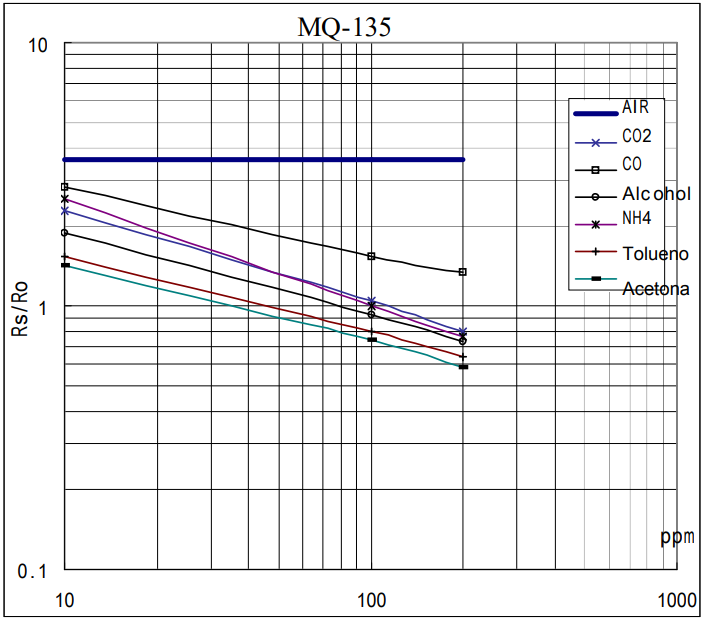 MQ-135
10
AIR
CO2
CO
Alcohol
NH4
Tolueno
Acetona
1
Rs/Ro
ppm
0.1
10
100
1000